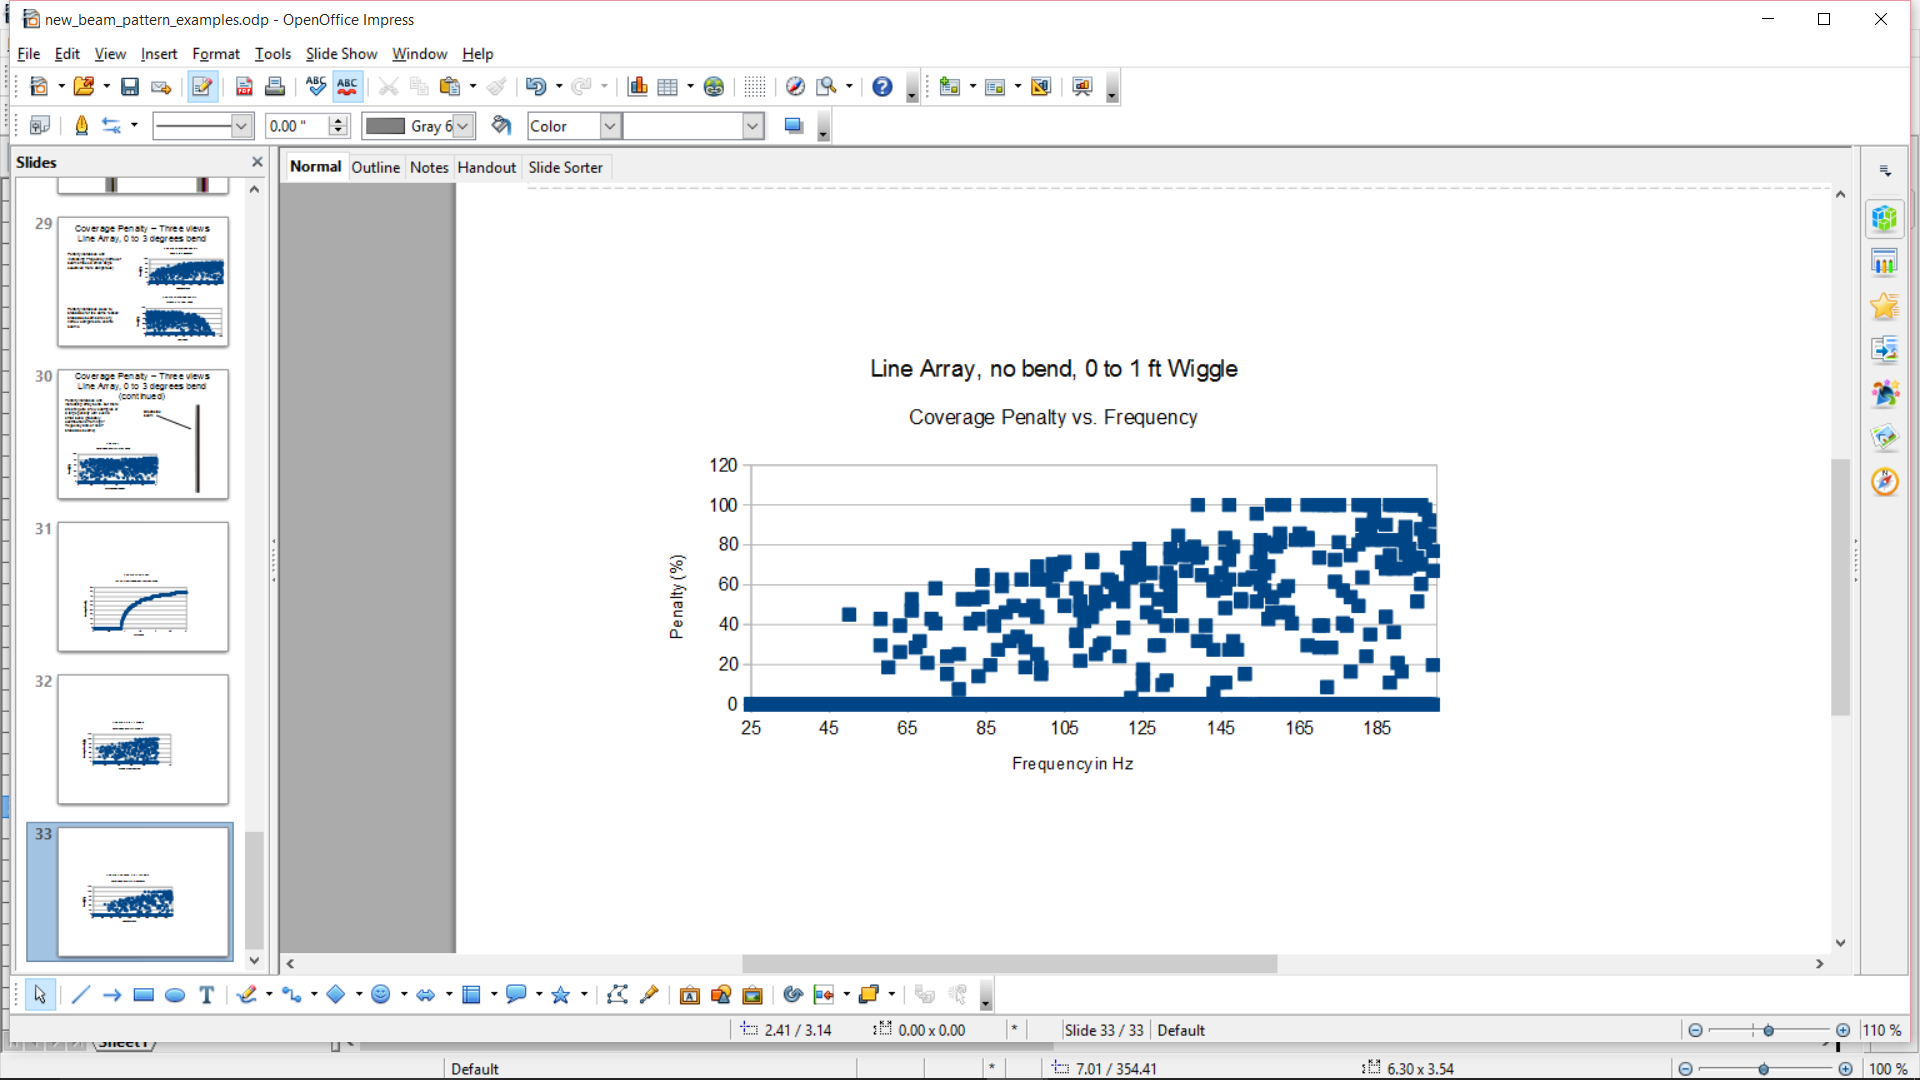 new_beam_pattern_examples.odp - OpenOffice Impress
File Edit View Insert Format Tools Slide Show Window Help
ABC ABC
0.00 " Gray 6 Color
Slides
Normal Outline Notes Handout Slide Sorter
29
Coverage Penalty – Three views
Line Array, 0 to 3 degrees bend
30
Coverage Penalty – Three views
Line Array, 0 to 3 degrees bend
(continued)
31
32
33
Line Array, no bend, 0 to 1 ft Wiggle
Coverage Penalty vs. Frequency
Penalty (%)
120
100
80
60
40
20
0
25 45 65 85 105 125 145 165 185
Frequency in Hz
2.41 / 3.14 0.00 x 0.00 * Slide 33 / 33 Default 110 %
Sheet1
Default * 7.01 / 354.41 6.30 x 3.54 100 %